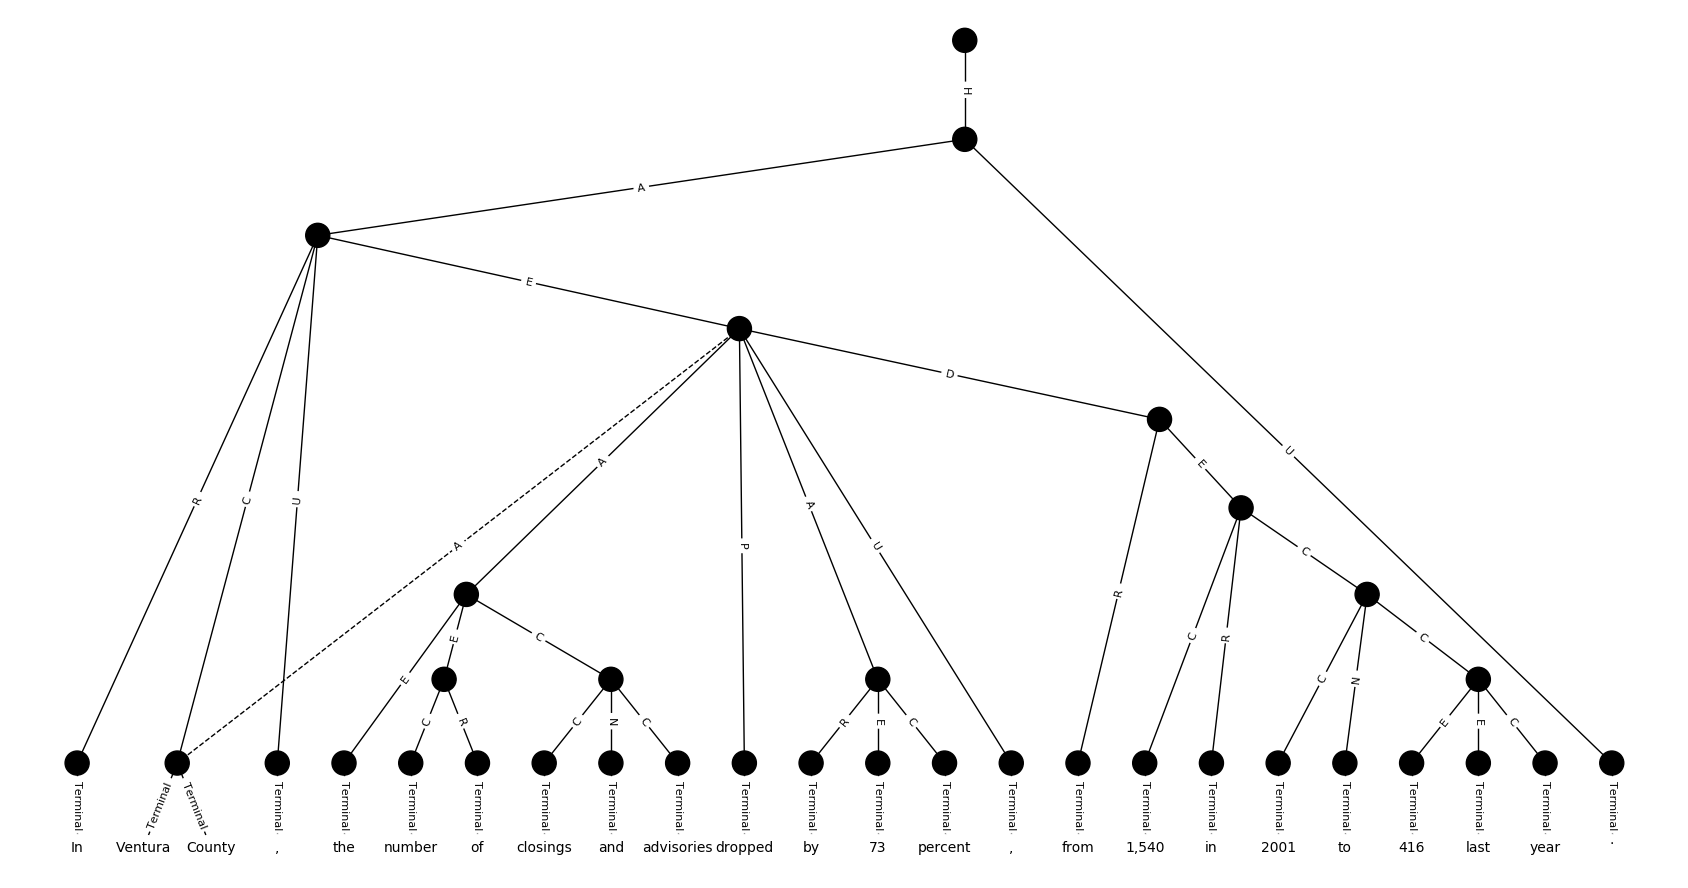 H
A
E
D
R
C
U
A
A
P
A
U
U
R
E
C
R
C
C
N
C
E
E
C
E
E
C
R
C
N
C
R
E
C
Terminal Terminal Terminal Terminal Terminal Terminal Terminal Terminal Terminal Terminal Terminal Terminal Terminal Terminal Terminal Terminal Terminal Terminal Terminal Terminal Terminal Terminal Terminal Terminal Terminal
In Ventura County , the number of closings and advisories dropped by 73 percent , from 1,540 in 2001 to 416 last year .